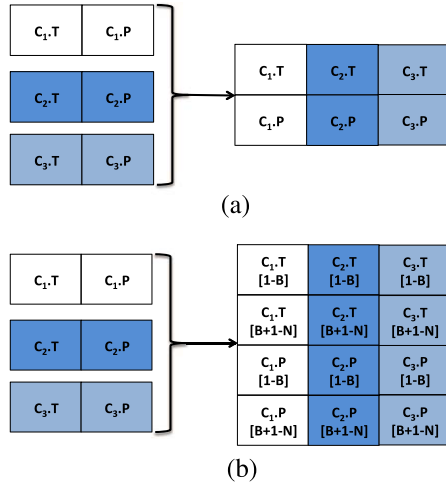 C₁.T C₁.P
C₂.T C₂.P
C₃.T C₃.P
C₁.T C₂.T C₃.T
C₁.P C₂.P C₃.P
(a)
C₁.T C₁.P
C₂.T C₂.P
C₃.T C₃.P
C₁.T C₂.T C₃.T
[1-B] [1-B] [1-B]
C₁.T C₂.T C₃.T
[B+1-N] [B+1-N] [B+1-N]
C₁.P C₂.P C₃.P
[1-B] [1-B] [1-B]
C₁.P C₂.P C₃.P
[B+1-N] [B+1-N] [B+1-N]
(b)